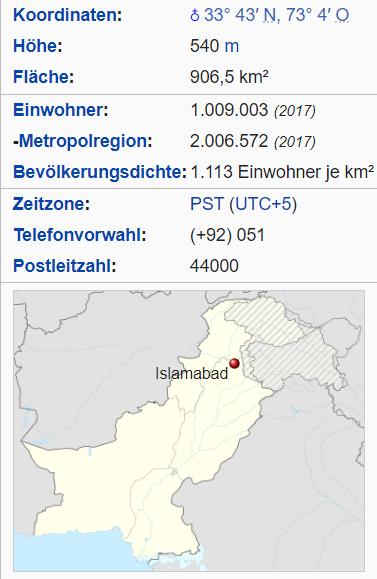 Koordinaten: 33° 43′ N, 73° 4′ O
Höhe: 540 m
Fläche: 906,5 km²
Einwohner: 1.009.003 (2017)
-Metropolregion: 2.006.572 (2017)
Bevölkerungsdichte: 1.113 Einwohner je km²
Zeitzone: PST (UTC+5)
Telefonvorwahl: (+92) 051
Postleitzahl: 44000
Islamabad